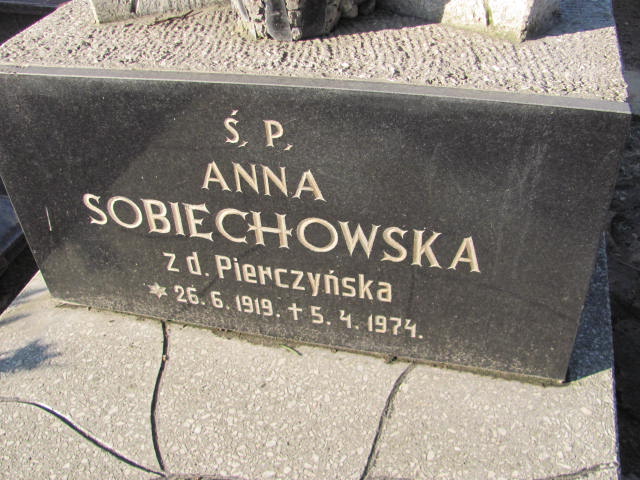 Ś. P.
ANNA
SOBIECHOWSKA
z d. Pierczyńska
* 26. 6. 1919. + 5. 4. 1974.